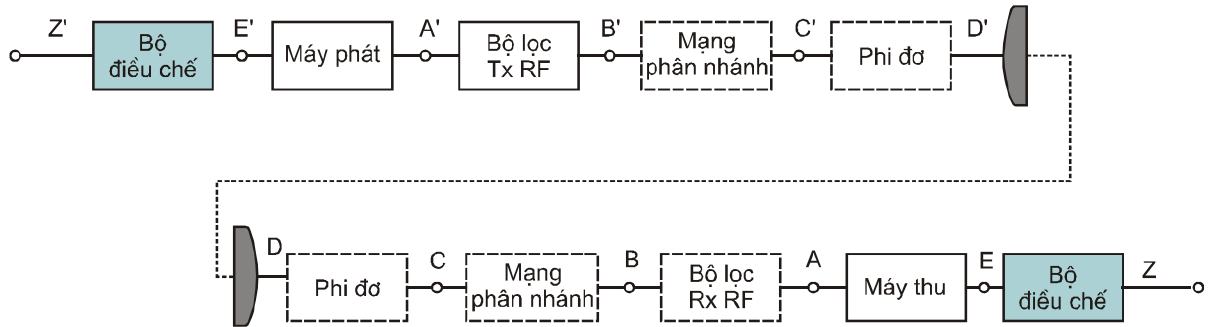 Z'
Bộ
điều chế
E'
Máy phát
A'
Bộ lọc
Tx RF
B'
Mạng
phân nhánh
C'
Phi đơ
D'
D
Phi đơ
C
Mạng
phân nhánh
B
Bộ lọc
Rx RF
A
Máy thu
E
Bộ
điều chế
Z